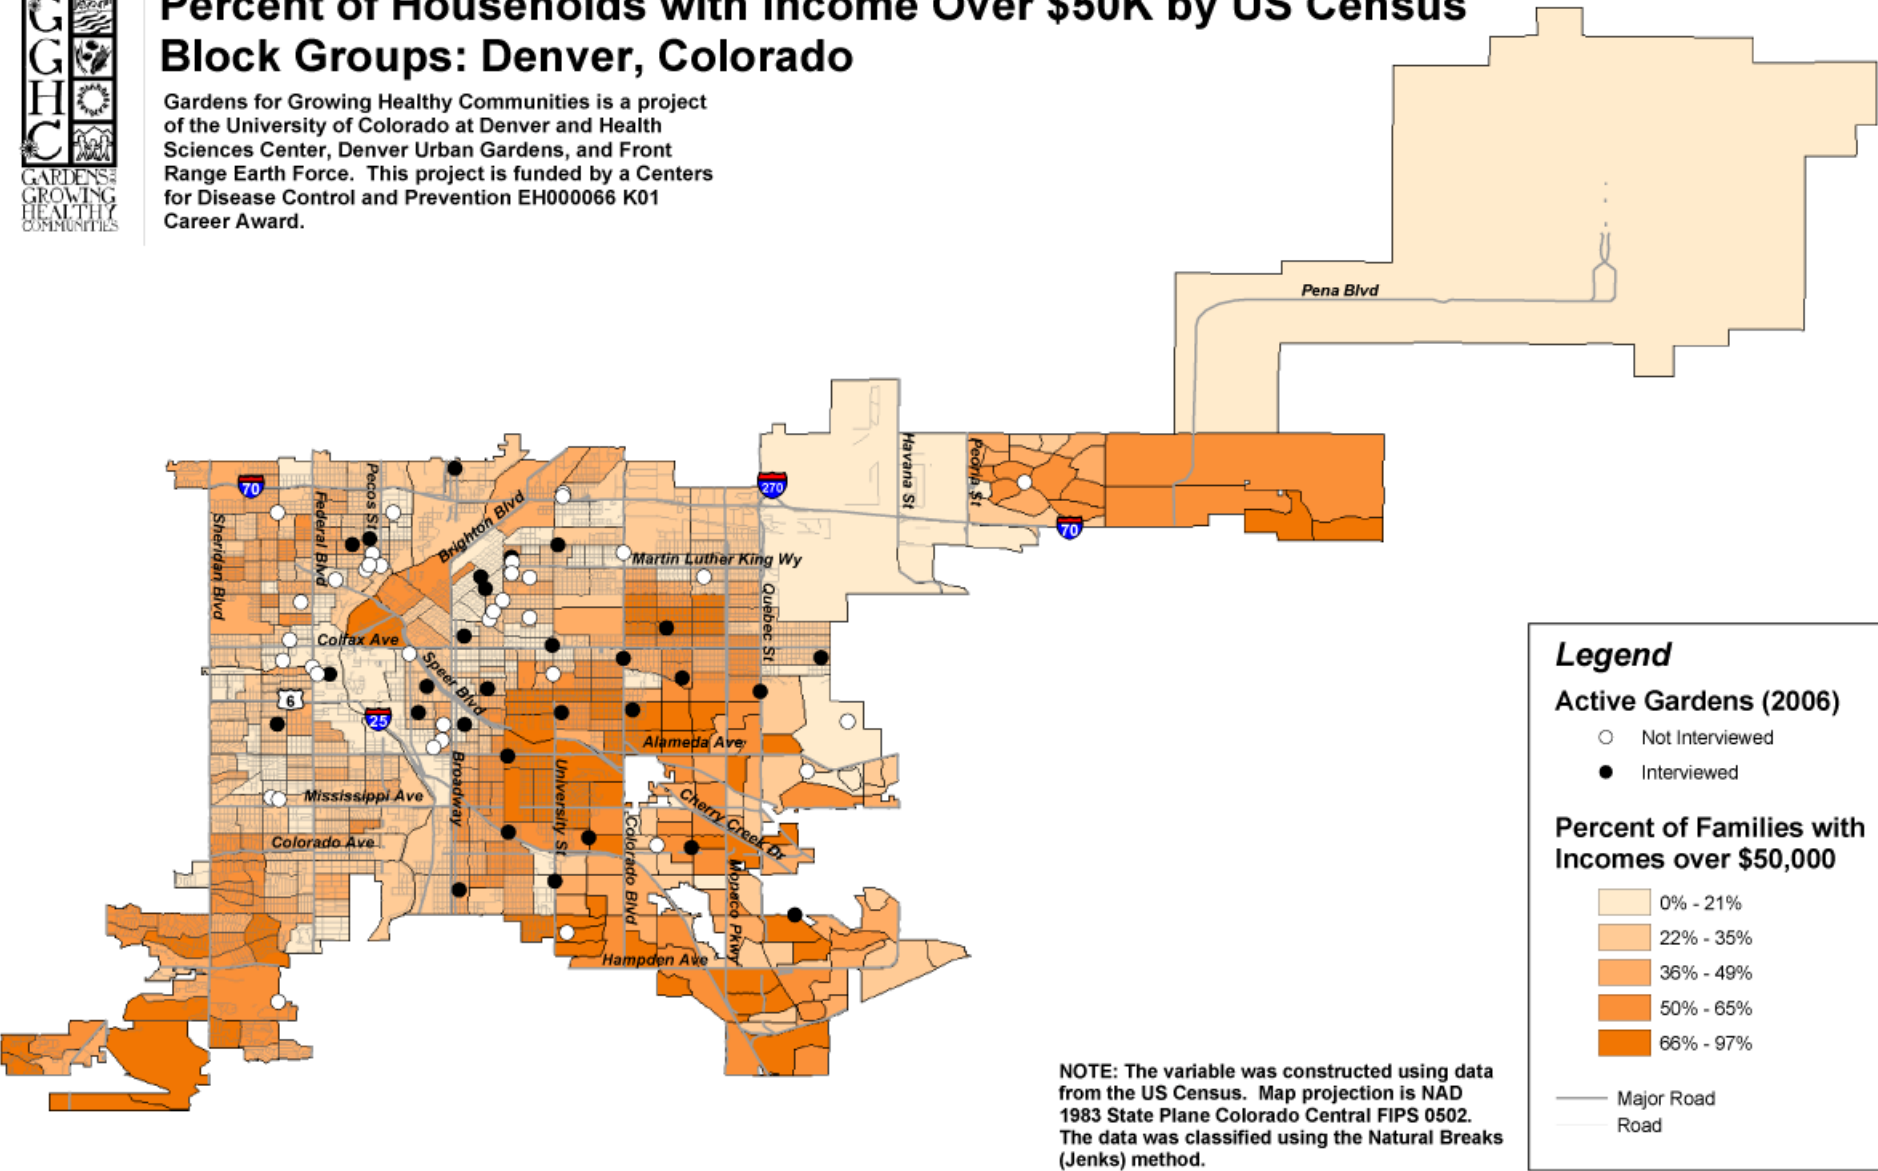 Percent of Households with Income Over $50K by US Census
Block Groups: Denver, Colorado
G
G
H
C
GARDENS FOR
GROWING
HEALTHY
COMMUNITIES
Gardens for Growing Healthy Communities is a project
of the University of Colorado at Denver and Health
Sciences Center, Denver Urban Gardens, and Front
Range Earth Force. This project is funded by a Centers
for Disease Control and Prevention EH000066 K01
Career Award.
Pena Blvd
Havana St
Peoria St
70
270
70
Pecos St
Federal Blvd
Sheridan Blvd
Brighton Blvd
Martin Luther King Wy
Quebec St
Colfax Ave
Speer Blvd
6
25
Alameda Ave
Broadway
University St
Mississippi Ave
Cherry Creek Dr
Colorado Ave
Colorado Blvd
Monaco Pkwy
Hampden Ave
Legend
Active Gardens (2006)
Not Interviewed
Interviewed
Percent of Families with
Incomes over $50,000
0% - 21%
22% - 35%
36% - 49%
50% - 65%
66% - 97%
Major Road
Road
NOTE: The variable was constructed using data
from the US Census. Map projection is NAD
1983 State Plane Colorado Central FIPS 0502.
The data was classified using the Natural Breaks
(Jenks) method.